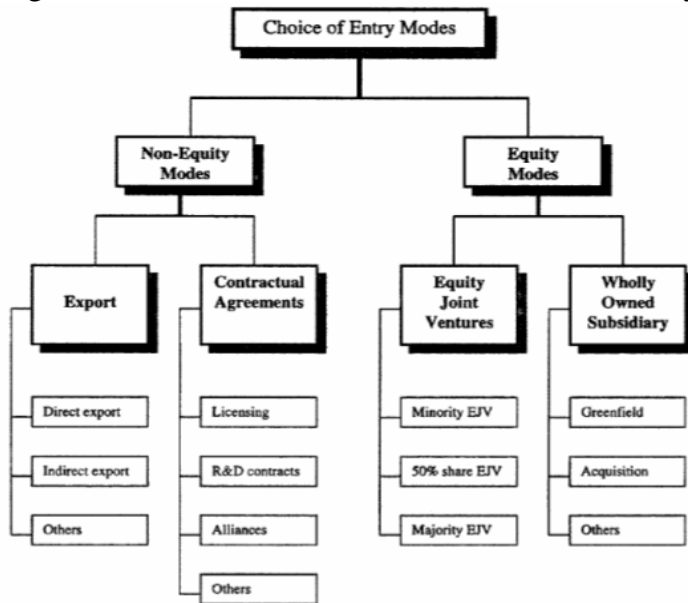 Choice of Entry Modes
Non-Equity
Modes
Equity
Modes
Export
Contractual
Agreements
Equity
Joint
Ventures
Wholly
Owned
Subsidiary
Direct export
Licensing
Minority EJV
Greenfield
Indirect export
R&D contracts
50% share EJV
Acquisition
Others
Alliances
Majority EJV
Others
Others